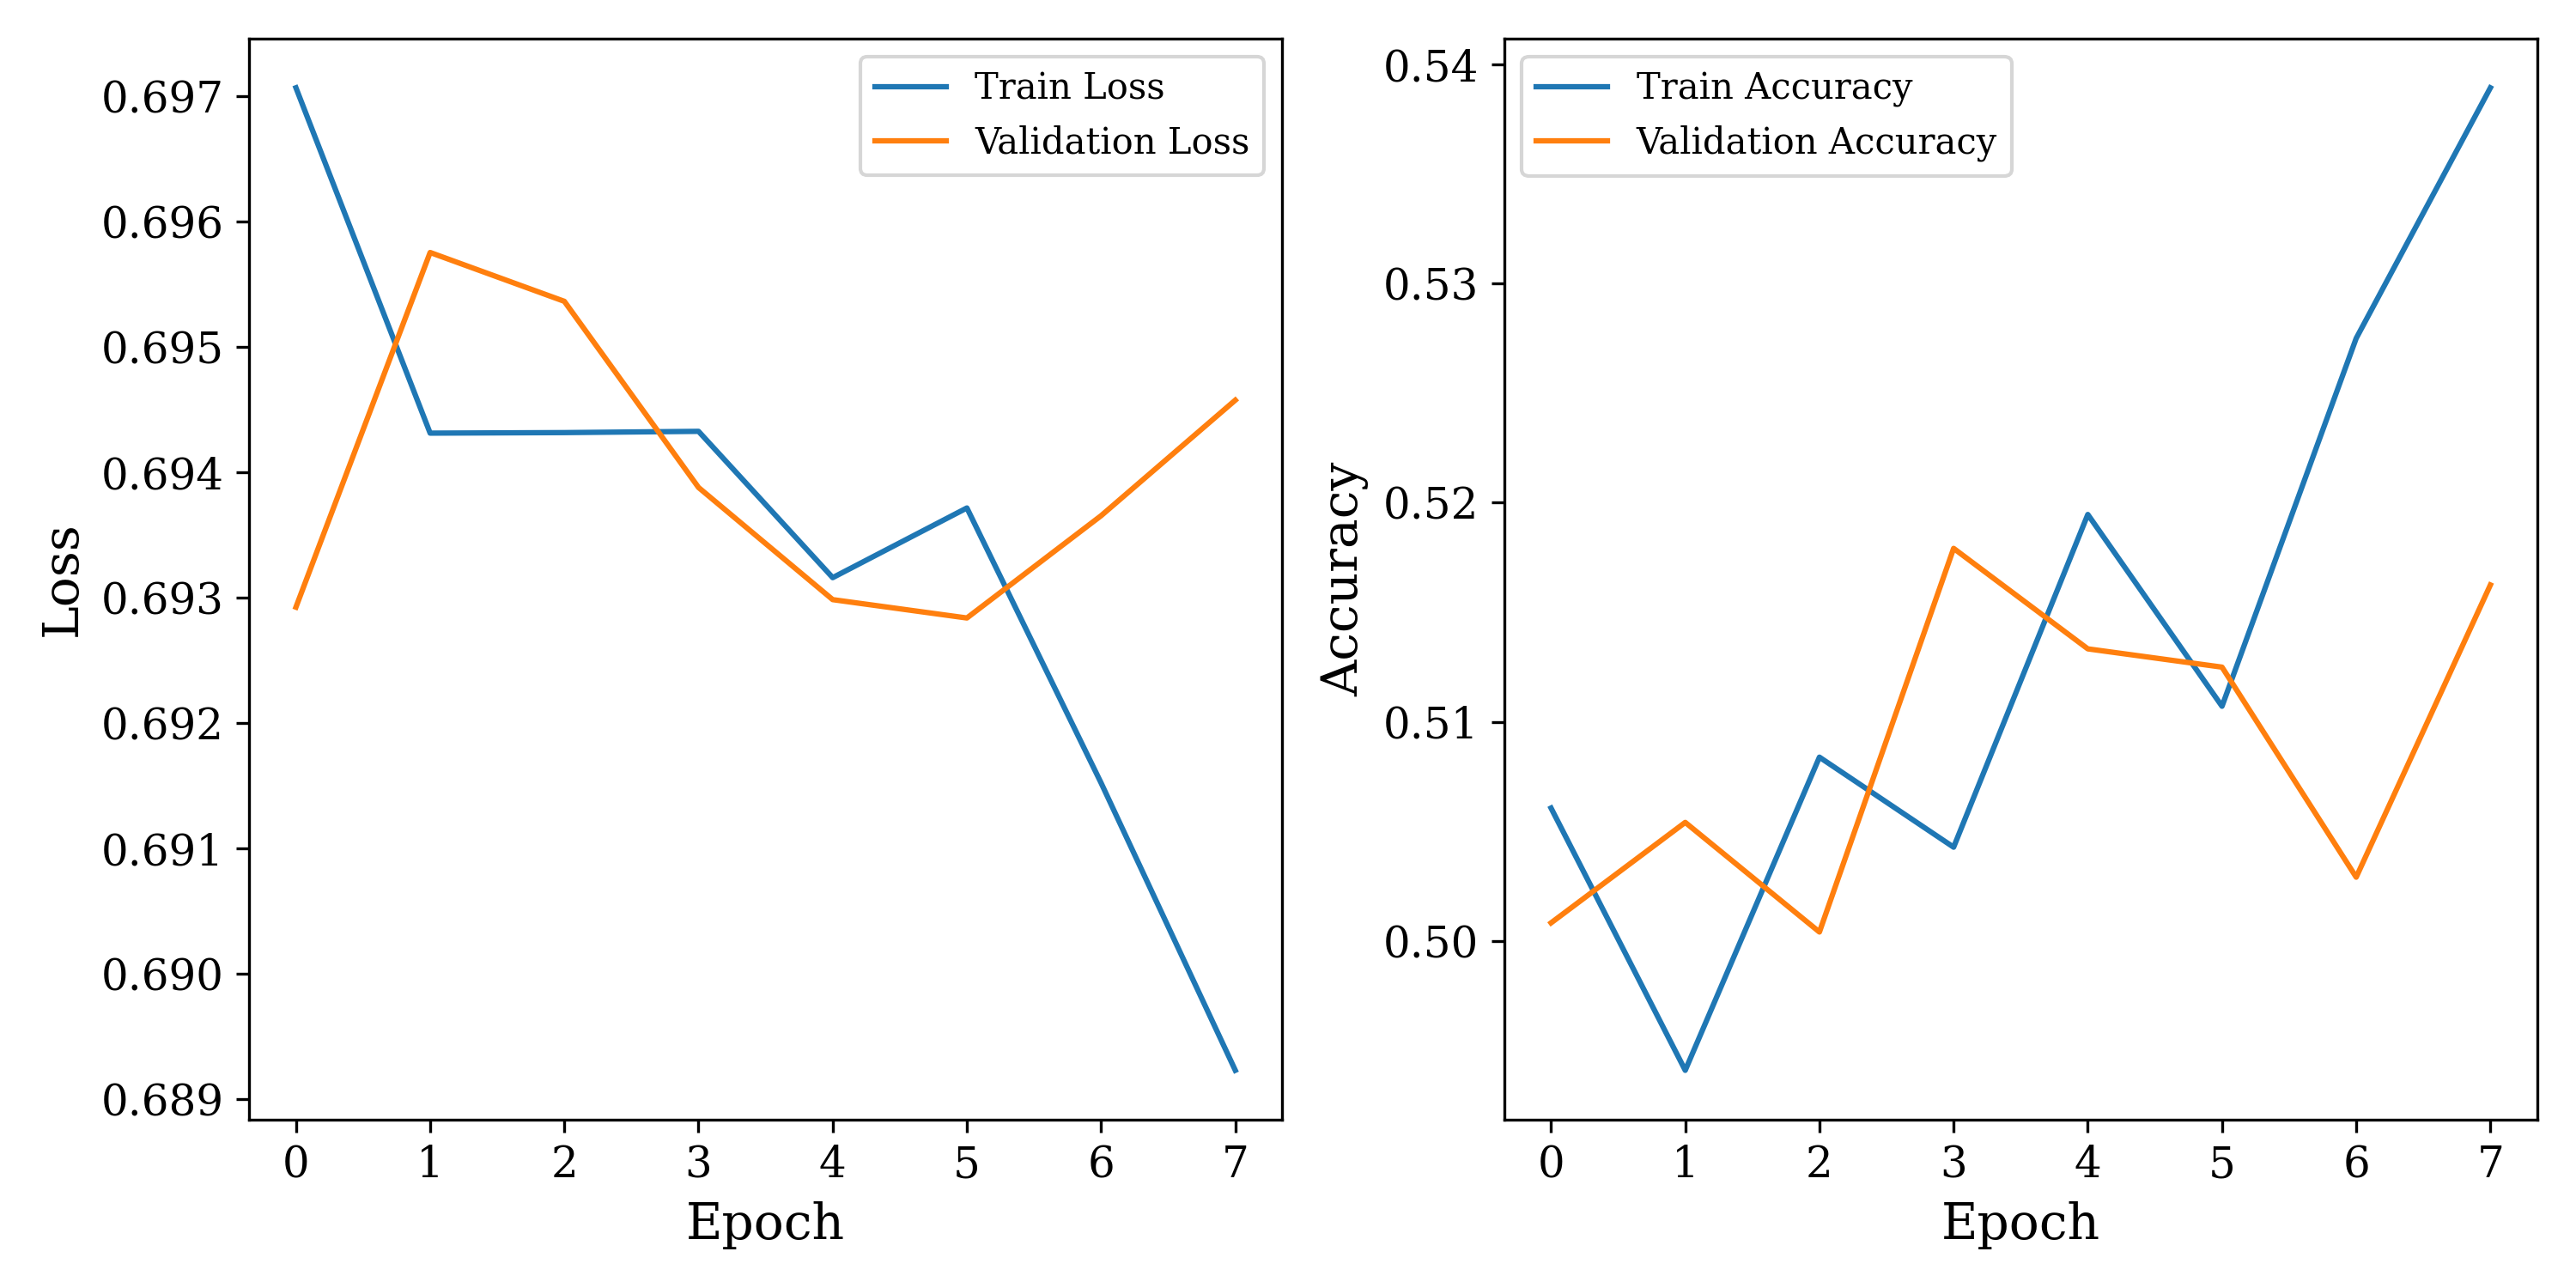 Loss
0.697
0.696
0.695
0.694
0.693
0.692
0.691
0.690
0.689
Train Loss
Validation Loss
0 1 2 3 4 5 6 7
Epoch
Accuracy
0.54
0.53
0.52
0.51
0.50
Train Accuracy
Validation Accuracy
0 1 2 3 4 5 6 7
Epoch